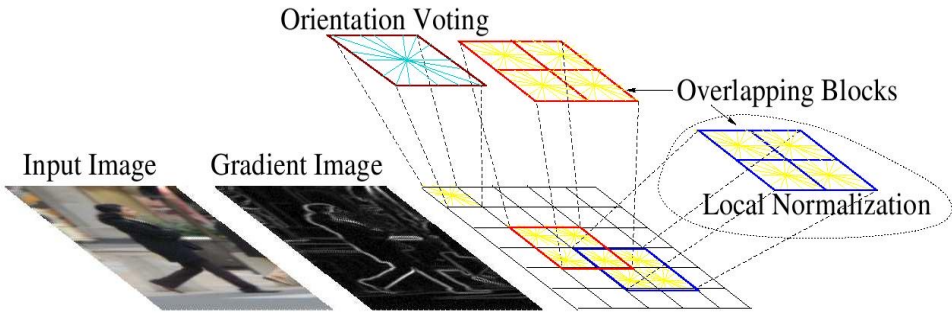 Orientation Voting
Overlapping Blocks
Input Image
Gradient Image
Local Normalization